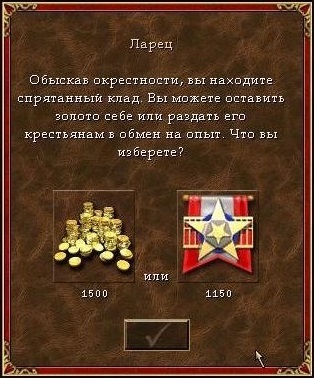 Ларец
Обыскав окрестности, вы находите
спрятанный клад. Вы можете оставить
золото себе или раздать его
крестьянам в обмен на опыт. Что вы
изберете?
или
1500
1150